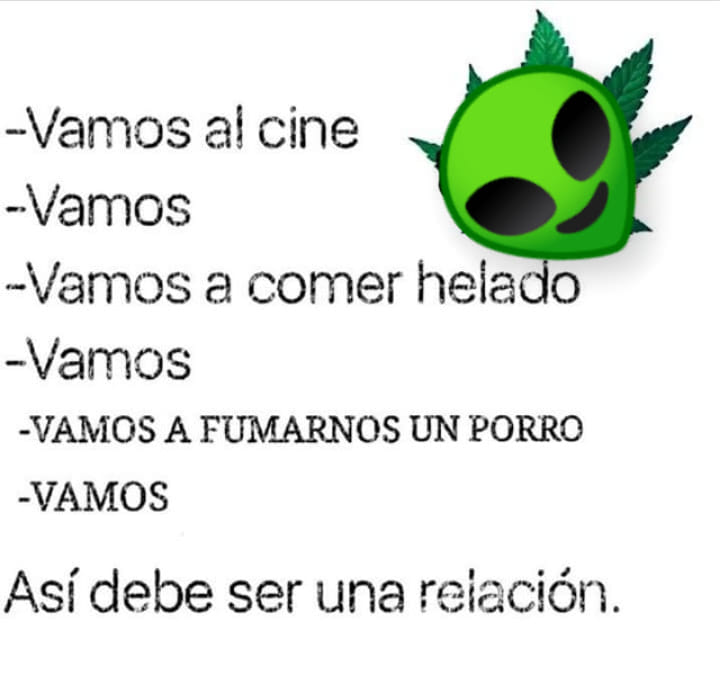 -Vamos al cine
-Vamos
-Vamos a comer helado
-Vamos
-VAMOS A FUMARNOS UN PORRO
-VAMOS
Así debe ser una relación.